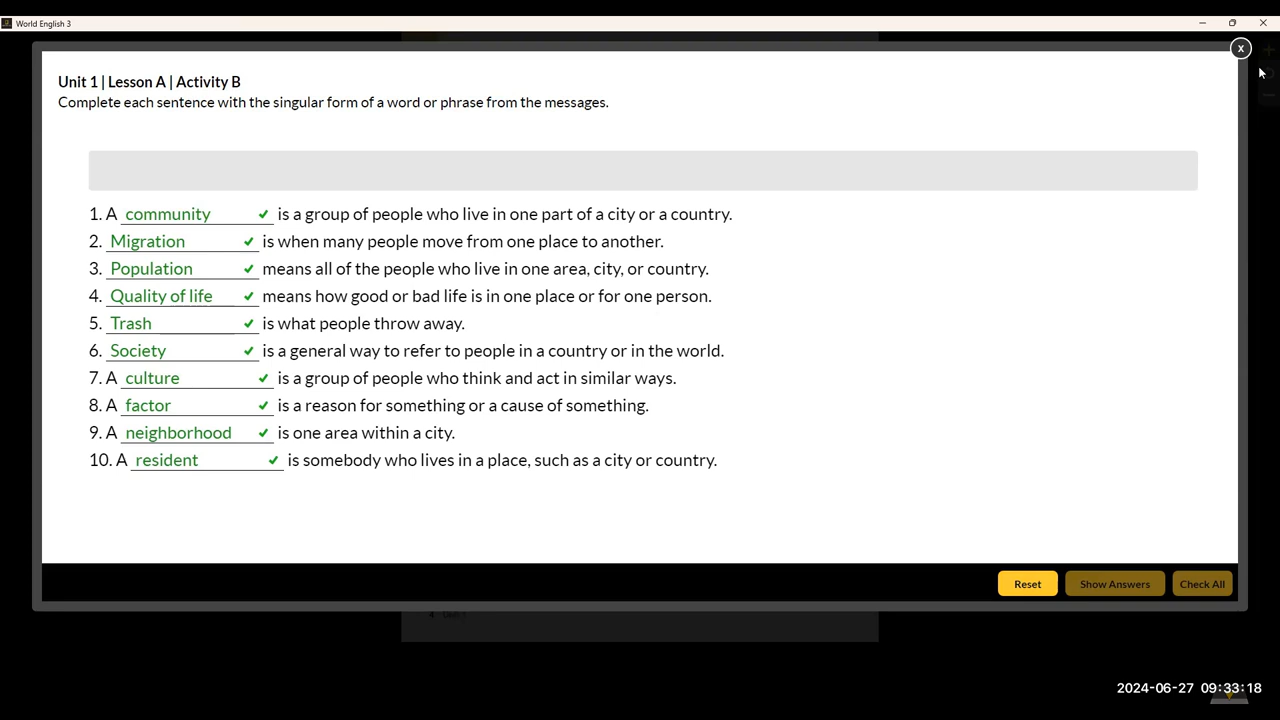 World English 3
x
Unit 1 | Lesson A | Activity B
Complete each sentence with the singular form of a word or phrase from the messages.
1. A community ✔ is a group of people who live in one part of a city or a country.
2. Migration ✔ is when many people move from one place to another.
3. Population ✔ means all of the people who live in one area, city, or country.
4. Quality of life ✔ means how good or bad life is in one place or for one person.
5. Trash ✔ is what people throw away.
6. Society ✔ is a general way to refer to people in a country or in the world.
7. A culture ✔ is a group of people who think and act in similar ways.
8. A factor ✔ is a reason for something or a cause of something.
9. A neighborhood ✔ is one area within a city.
10. A resident ✔ is somebody who lives in a place, such as a city or country.
Reset Show Answers Check All
2024-06-27 09:33:18